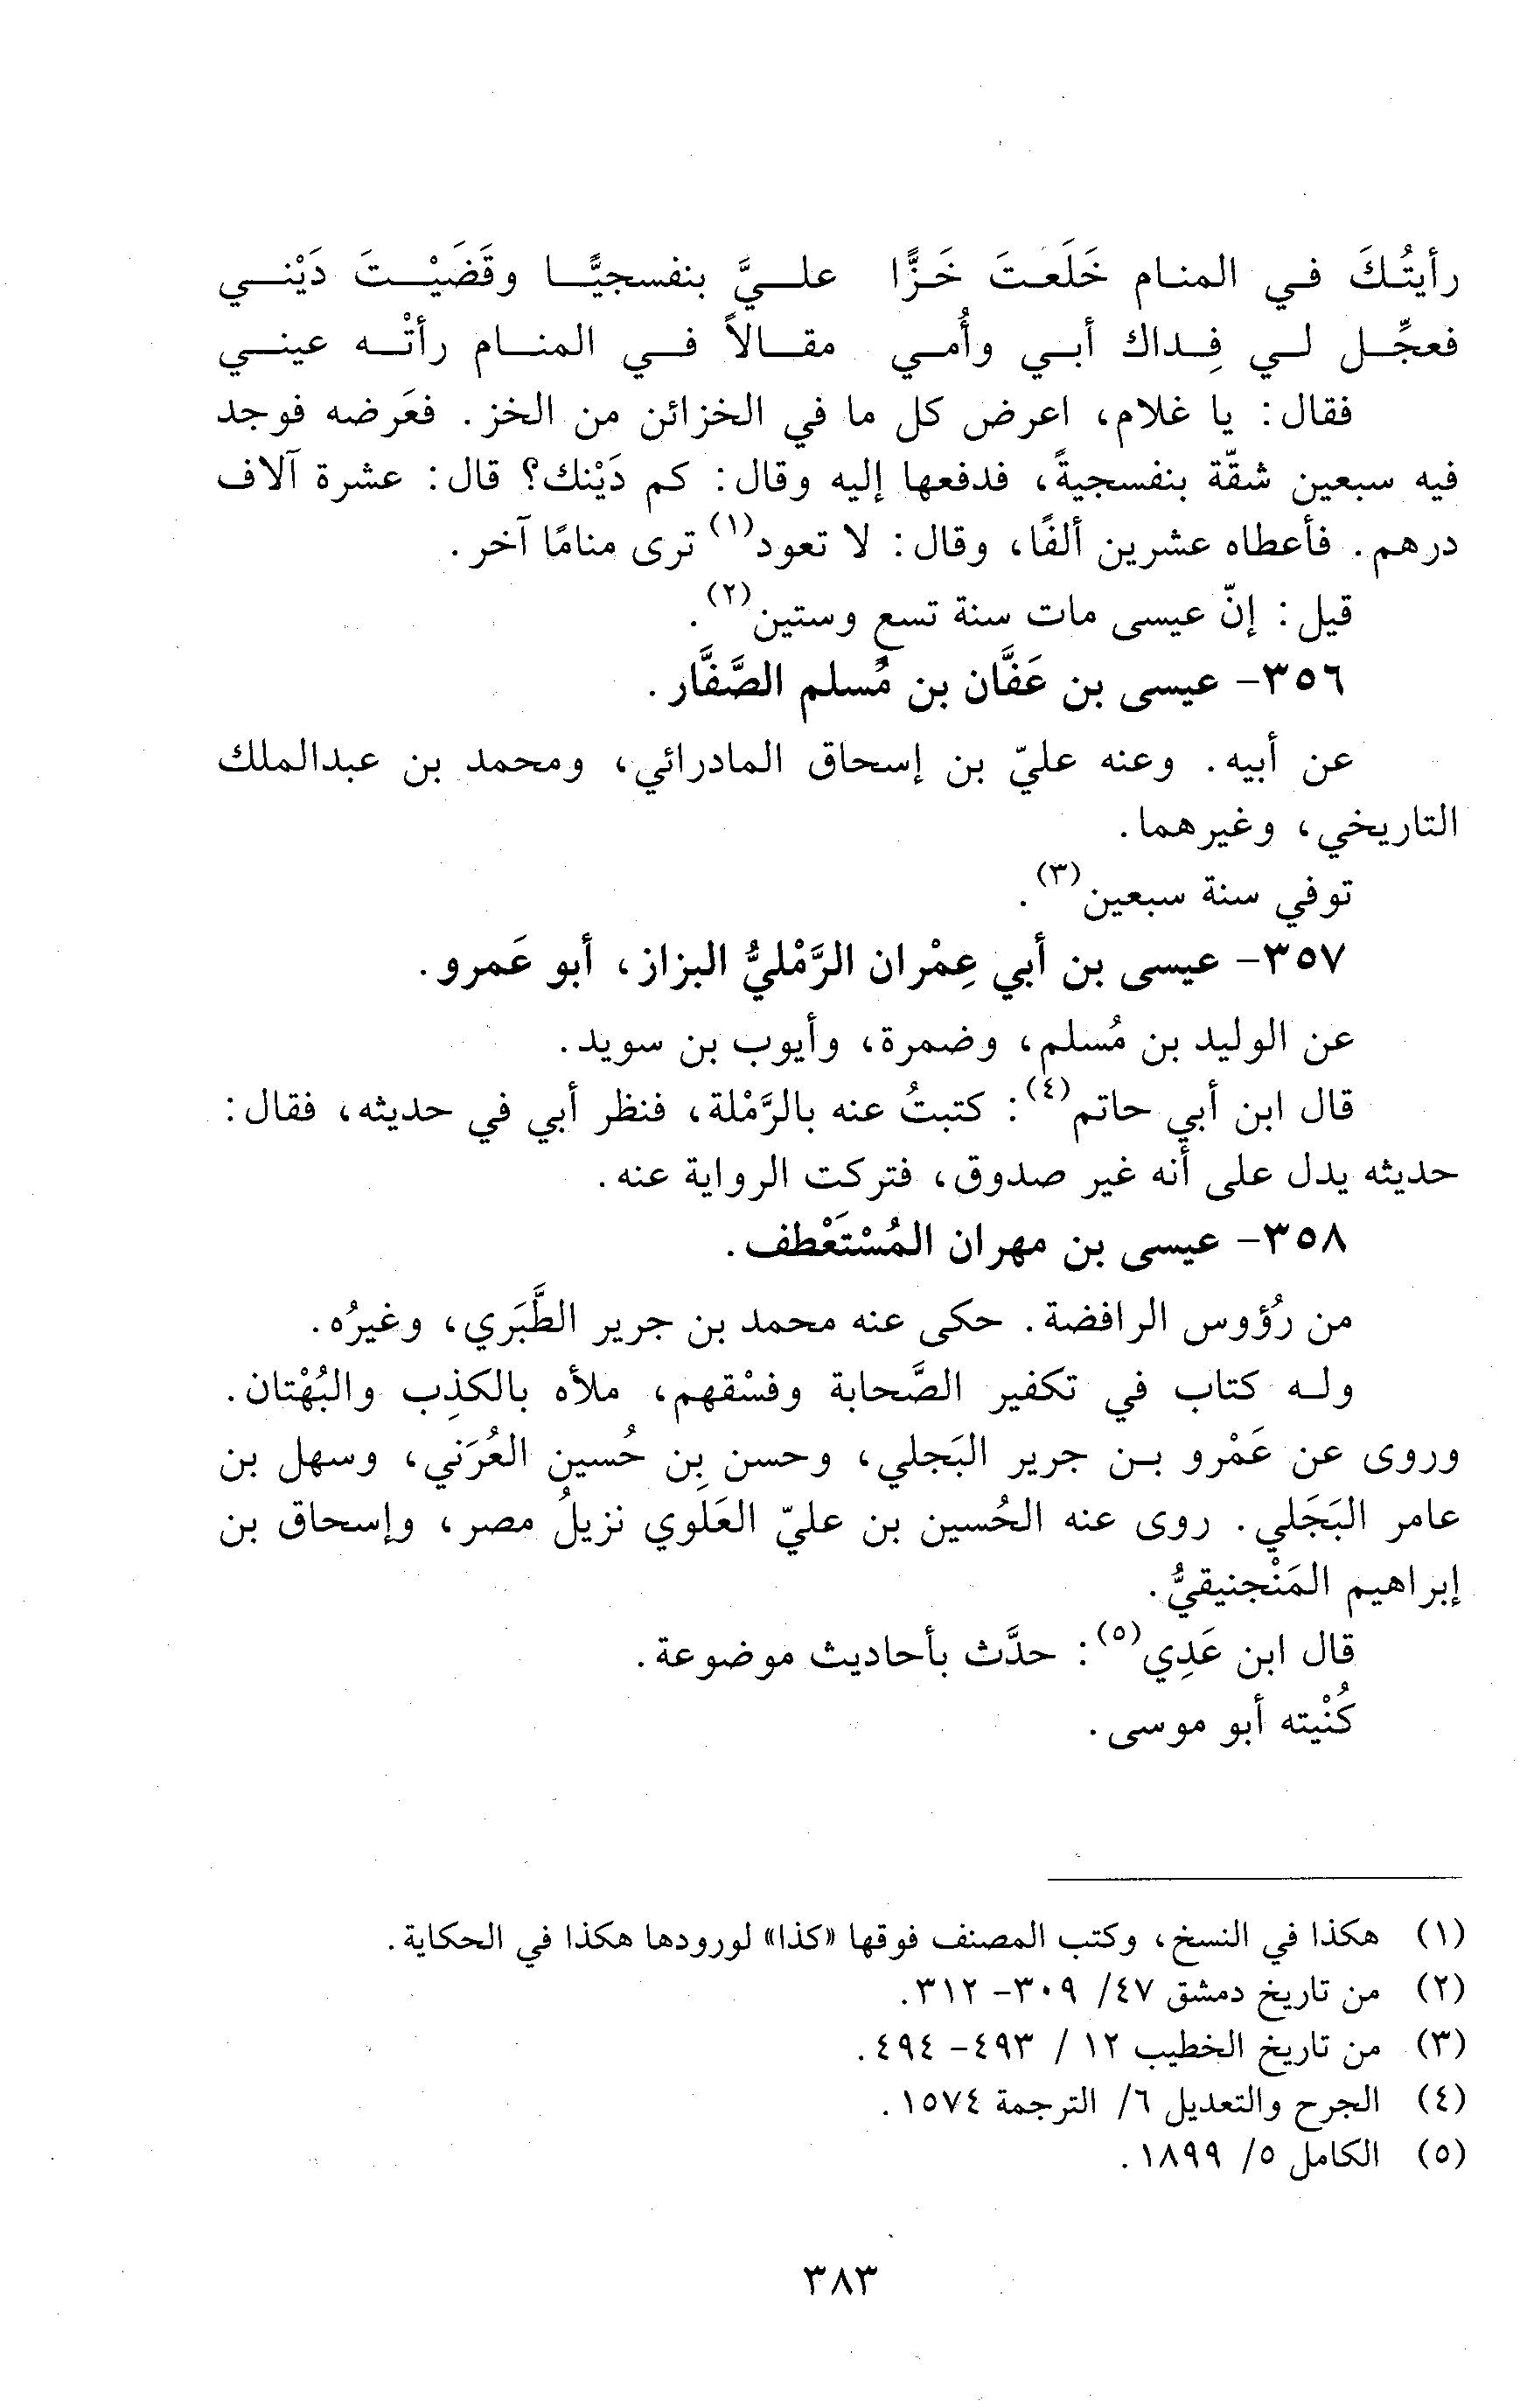 رأيتُكَ في المنام خَلَعتَ خَزًّا عليَّ بنفسجيًّا وقَضَيْتَ دَيْني
فعجِّل لي فِداك أبي وأُمي مقالاً في المنام رأتْه عيني
فقال: يا غلام، اعرض كل ما في الخزائن من الخز. فعَرضه فوجد
فيه سبعين شقّة بنفسجيةً، فدفعها إليه وقال: كم دَيْنك؟ قال: عشرة آلاف
درهم. فأعطاه عشرين ألفًا، وقال: لا تعود(١) ترى منامًا آخر.
قيل: إنّ عيسى مات سنة تسع وستين(٢).
٣٥٦- عيسى بن عَفَّان بن مُسلم الصَّفَّار.
عن أبيه. وعنه عليّ بن إسحاق المادرائي، ومحمد بن عبدالملك
التاريخي، وغيرهما.
توفي سنة سبعين(٣).
٣٥٧- عيسى بن أبي عِمْران الرَّمْليُّ البزاز، أبو عَمرو.
عن الوليد بن مُسلم، وضمرة، وأيوب بن سويد.
قال ابن أبي حاتم(٤): كتبتُ عنه بالرَّمْلة، فنظر أبي في حديثه، فقال:
حديثه يدل على أنه غير صدوق، فتركت الرواية عنه.
٣٥٨- عيسى بن مهران المُسْتَعْطف.
من رُؤوس الرافضة. حكى عنه محمد بن جرير الطَّبَري، وغيرُه.
وله كتاب في تكفير الصَّحابة وفسْقهم، ملأه بالكذِب والبُهْتان.
وروى عن عَمْرو بن جرير البَجلي، وحسن بن حُسين العُرَني، وسهل بن
عامر البَجَلي. روى عنه الحُسين بن عليّ العَلَوي نزيلُ مصر، وإسحاق بن
إبراهيم المَنْجنيقيُّ.
قال ابن عَدِي(٥): حدَّث بأحاديث موضوعة.
كُنْيته أبو موسى.
(١) هكذا في النسخ، وكتب المصنف فوقها «كذا» لورودها هكذا في الحكاية.
(٢) من تاريخ دمشق ٤٧/ ٣٠٩- ٣١٢.
(٣) من تاريخ الخطيب ١٢ / ٤٩٣- ٤٩٤.
(٤) الجرح والتعديل ٦/ الترجمة ١٥٧٤.
(٥) الكامل ٥/ ١٨٩٩.
٣٨٣